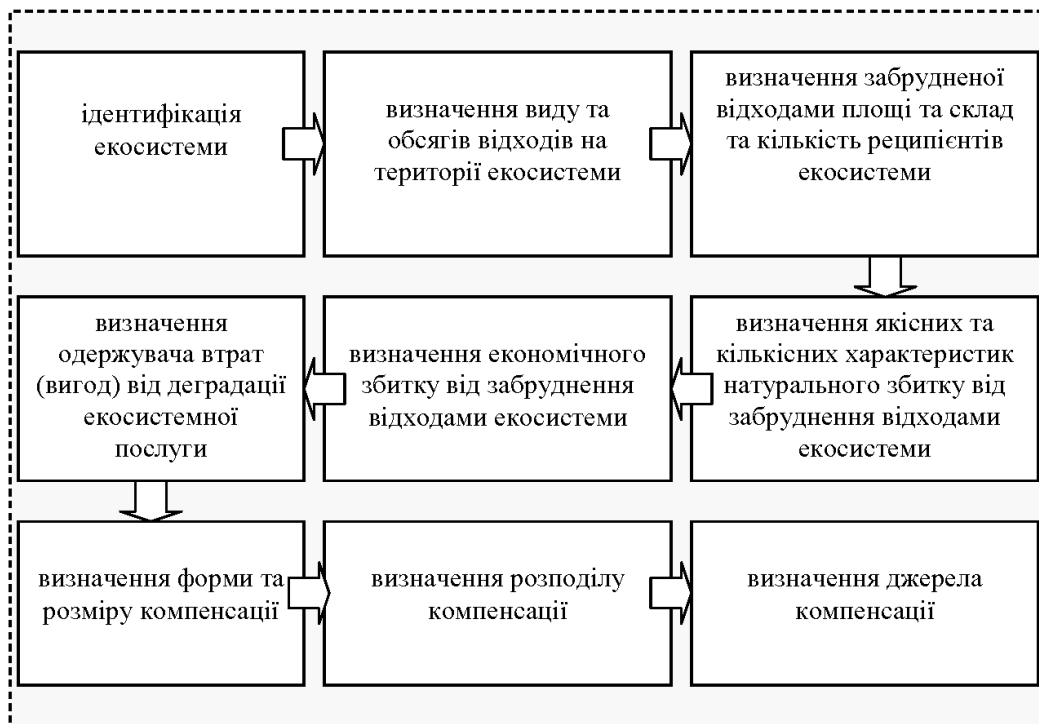 ідентифікація
екосистеми
визначення виду та
обсягів відходів на
території екосистеми
визначення забрудненої
відходами площі та склад
та кількість реципієнтів
екосистеми
визначення
одержувача втрат
(вигод) від деградації
екосистемної
послуги
визначення економічного
збитку від забруднення
відходами екосистеми
визначення якісних та
кількісних характеристик
натурального збитку від
забруднення відходами
екосистеми
визначення форми та
розміру компенсації
визначення розподілу
компенсації
визначення джерела
компенсації